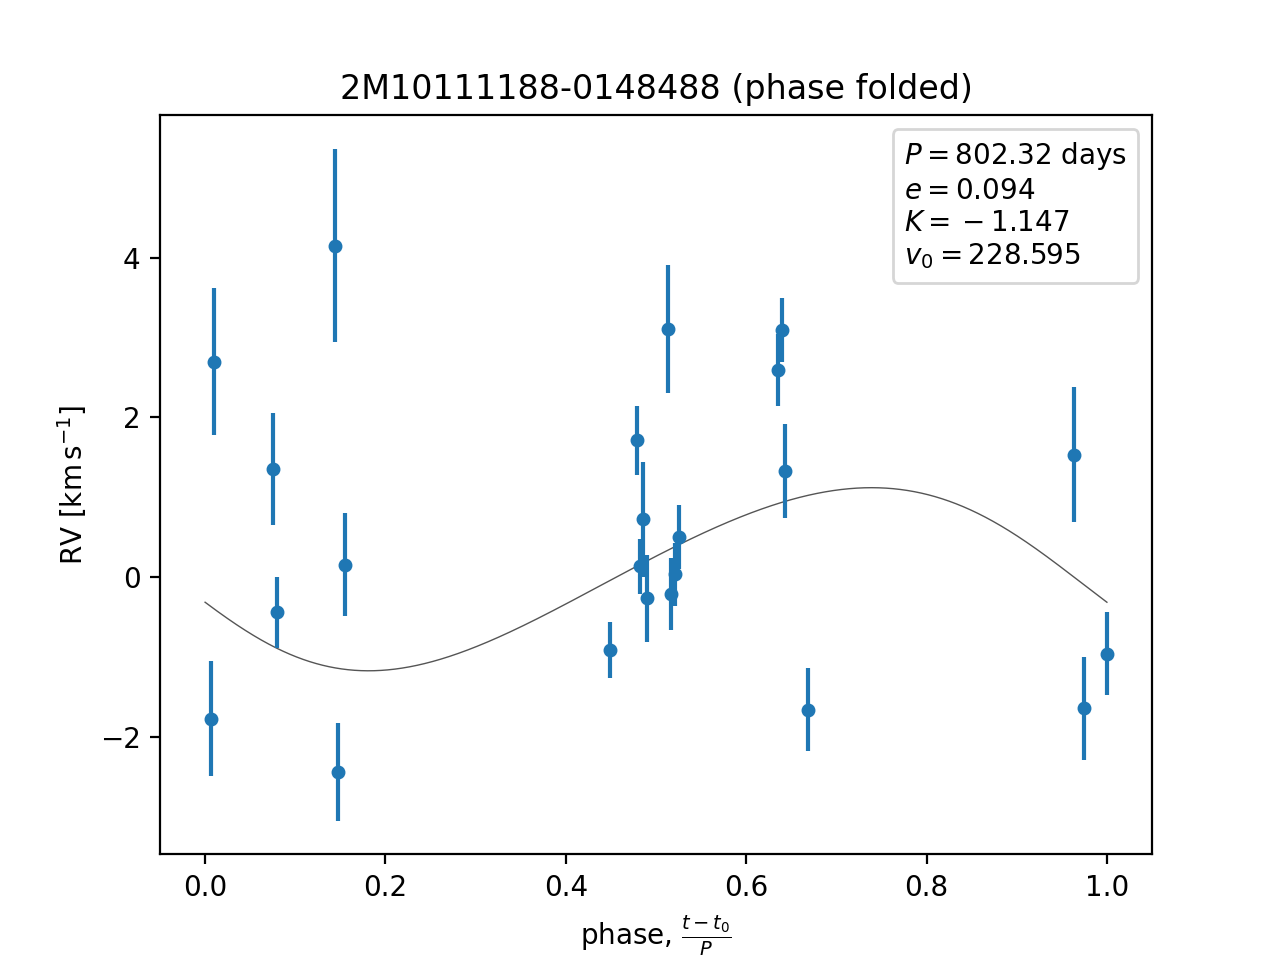 2M10111188-0148488 (phase folded)
P = 802.32 days
e = 0.094
K = −1.147
v₀ = 228.595
4
2
0
−2
RV [km s⁻¹]
0.0 0.2 0.4 0.6 0.8 1.0
phase, (t − t₀)/P